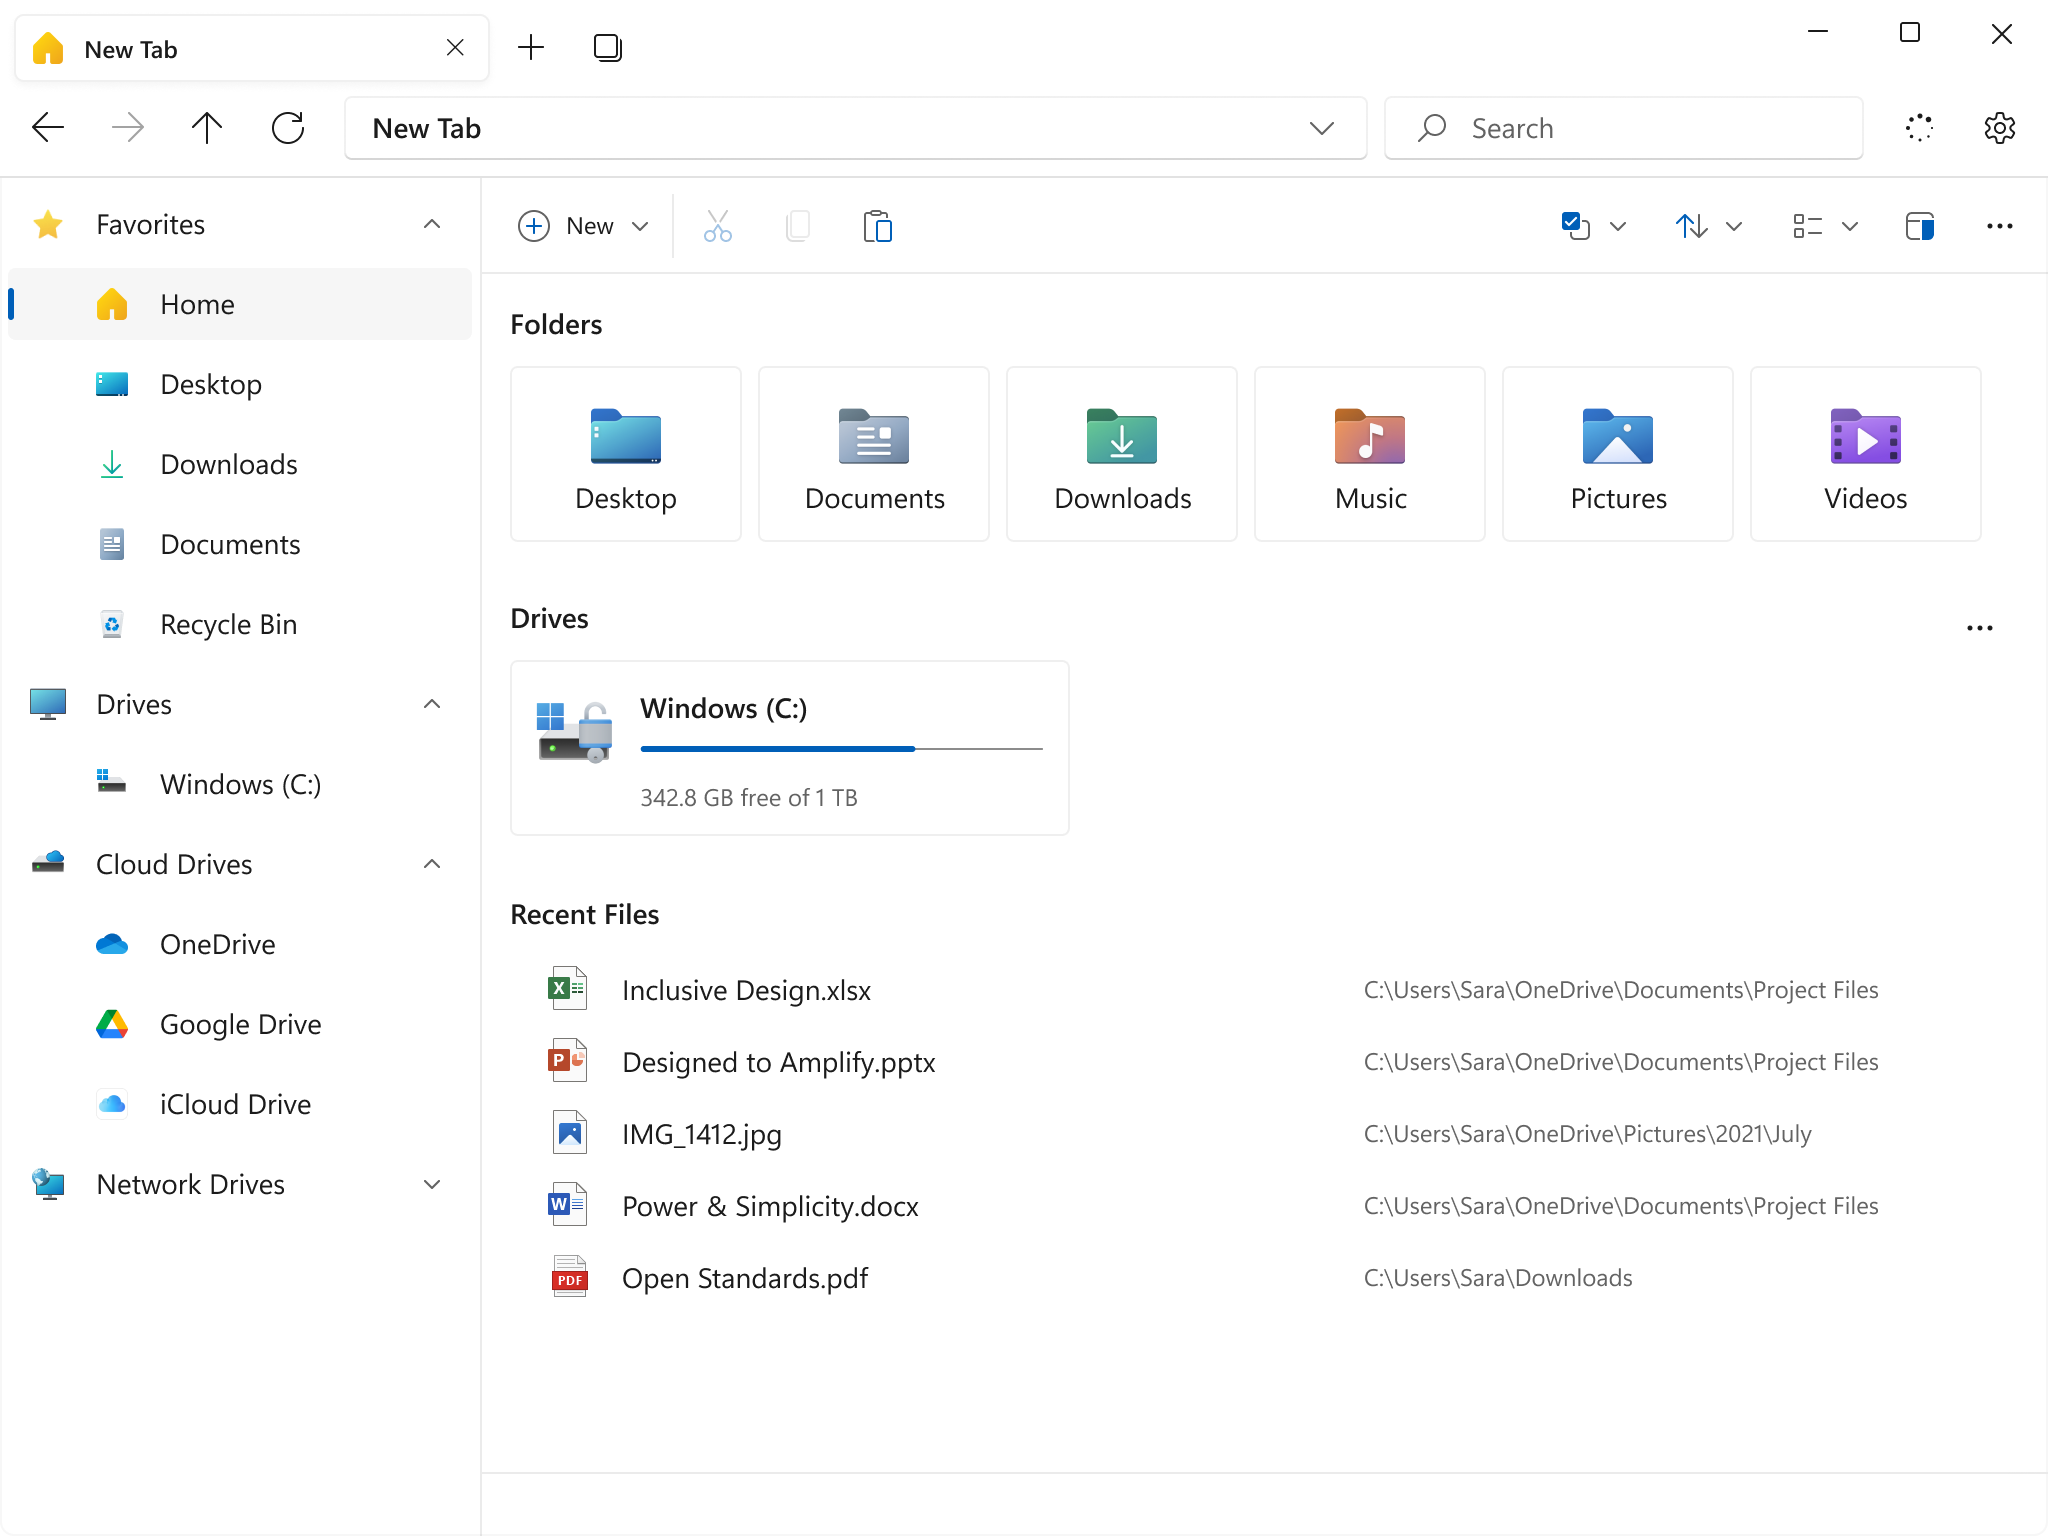 New Tab
New Tab
Search
Favorites
Home
Desktop
Downloads
Documents
Recycle Bin
Drives
Windows (C:)
Cloud Drives
OneDrive
Google Drive
iCloud Drive
Network Drives
New
Folders
Desktop
Documents
Downloads
Music
Pictures
Videos
Drives
Windows (C:)
342.8 GB free of 1 TB
Recent Files
X Inclusive Design.xlsx C:\Users\Sara\OneDrive\Documents\Project Files
P Designed to Amplify.pptx C:\Users\Sara\OneDrive\Documents\Project Files
IMG_1412.jpg C:\Users\Sara\OneDrive\Pictures\2021\July
W Power & Simplicity.docx C:\Users\Sara\OneDrive\Documents\Project Files
PDF Open Standards.pdf C:\Users\Sara\Downloads